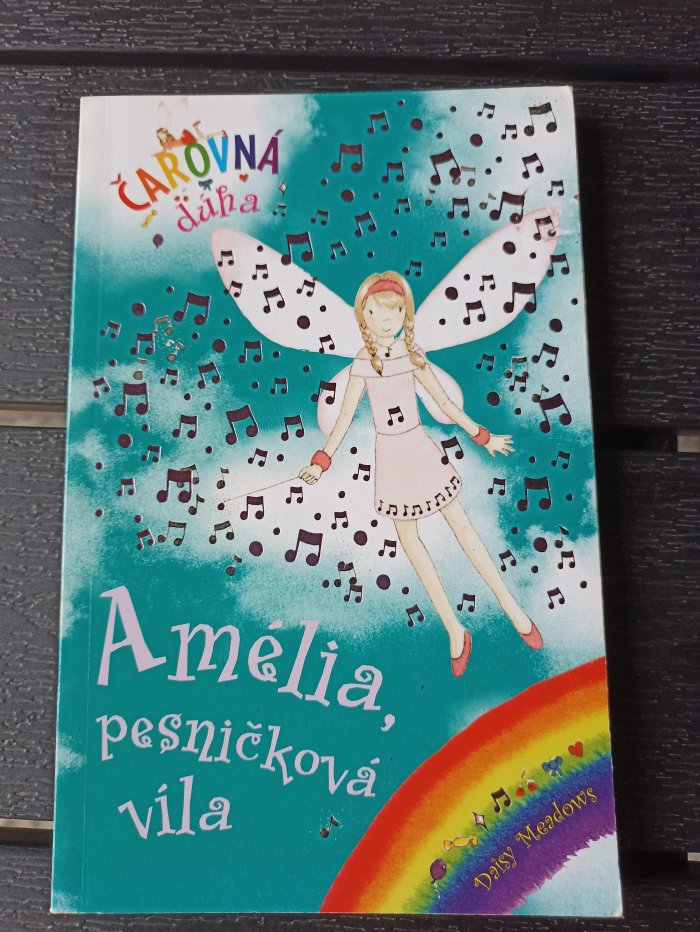 ČAROVNÁ
dúha
Amélia,
pesničková
víla
Daisy Meadows